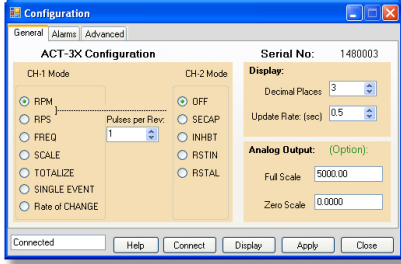 Configuration
General Alarms Advanced
ACT-3X Configuration
Serial No: 1480003
CH-1 Mode
CH-2 Mode
RPM
RPS
FREQ
SCALE
TOTALIZE
SINGLE EVENT
Rate of CHANGE
Pulses per Rev:
1
OFF
SECAP
INHBT
RSTIN
RSTAL
Display:
Decimal Places 3
Update Rate: (sec) 0.5
Analog Output: (Option):
Full Scale 5000.00
Zero Scale 0.0000
Connected
Help Connect Display Apply Close